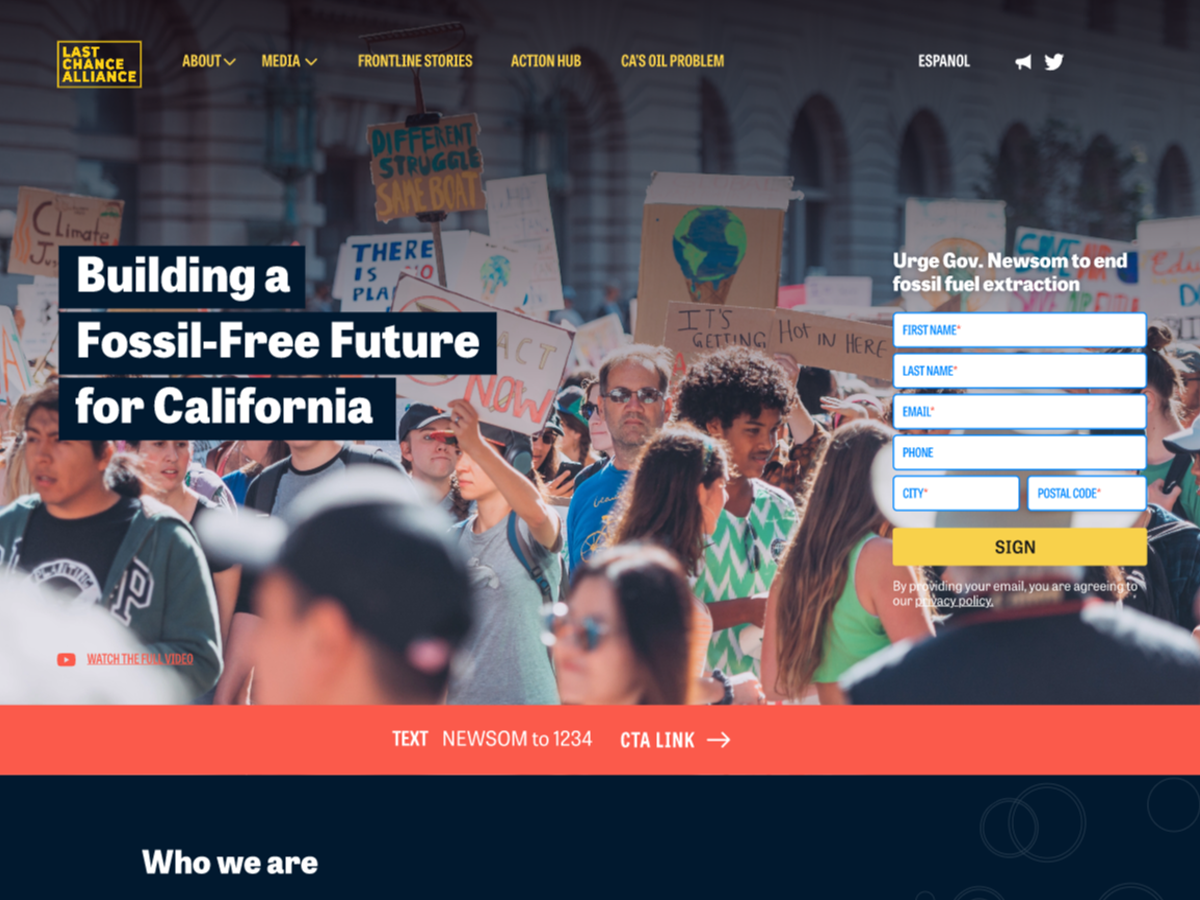 LAST
CHANCE
ALLIANCE
ABOUT
MEDIA
FRONTLINE STORIES
ACTION HUB
CA'S OIL PROBLEM
ESPANOL
DIFFERENT
STRUGGLE
SAME BOAT
Climate
THERE
IS NO
ACT
NOW
IT'S
GETTING
HOT IN HERE
Building a
Fossil-Free Future
for California
Urge Gov. Newsom to end
fossil fuel extraction
FIRST NAME*
LAST NAME*
EMAIL*
PHONE
CITY*
POSTAL CODE*
SIGN
By providing your email, you are agreeing to
our privacy policy.
WATCH THE FULL VIDEO
TEXT NEWSOM to 1234 CTA LINK
Who we are